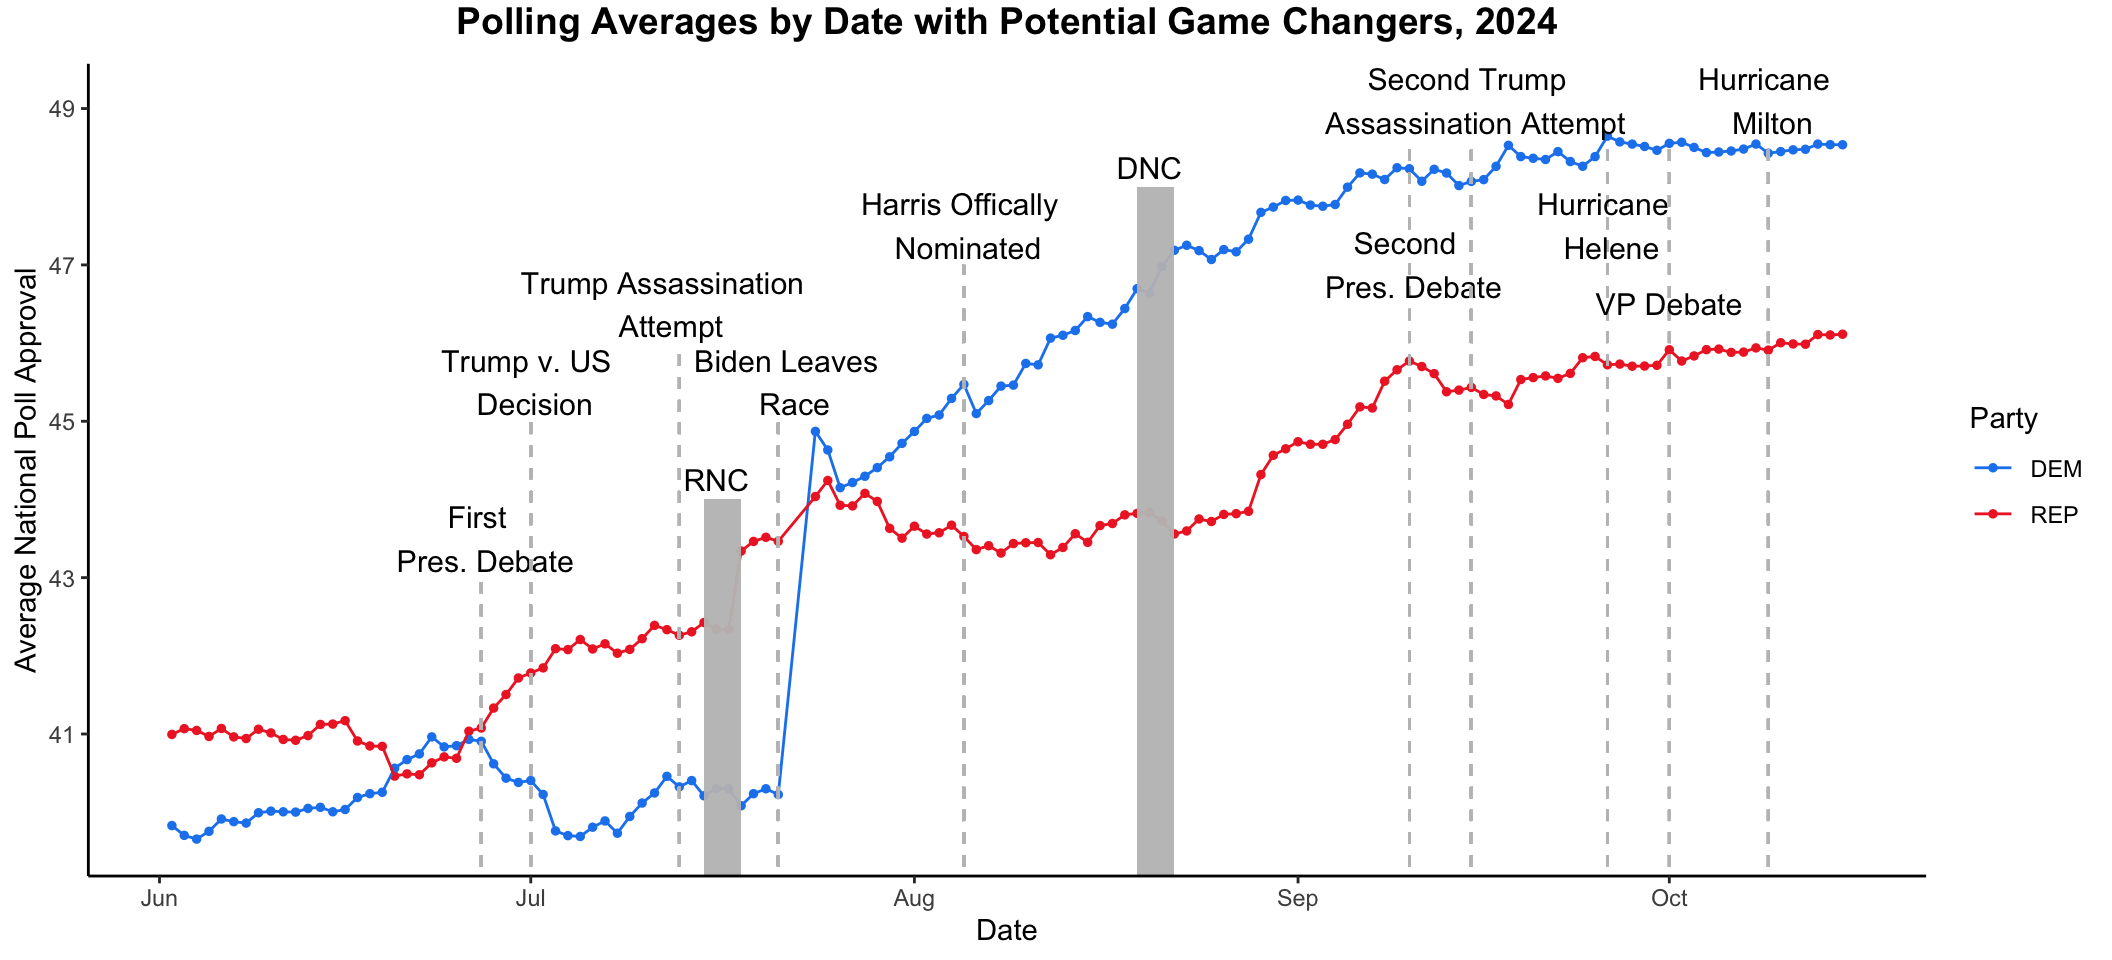 Polling Averages by Date with Potential Game Changers, 2024
Average National Poll Approval
49
47
45
43
41
First
Pres. Debate
Trump v. US
Decision
Trump Assassination
Attempt
RNC
Biden Leaves
Race
Harris Offically
Nominated
DNC
Second
Pres. Debate
Second Trump
Assassination Attempt
Hurricane
Helene
VP Debate
Hurricane
Milton
Jun
Jul
Aug
Sep
Oct
Date
Party
DEM
REP